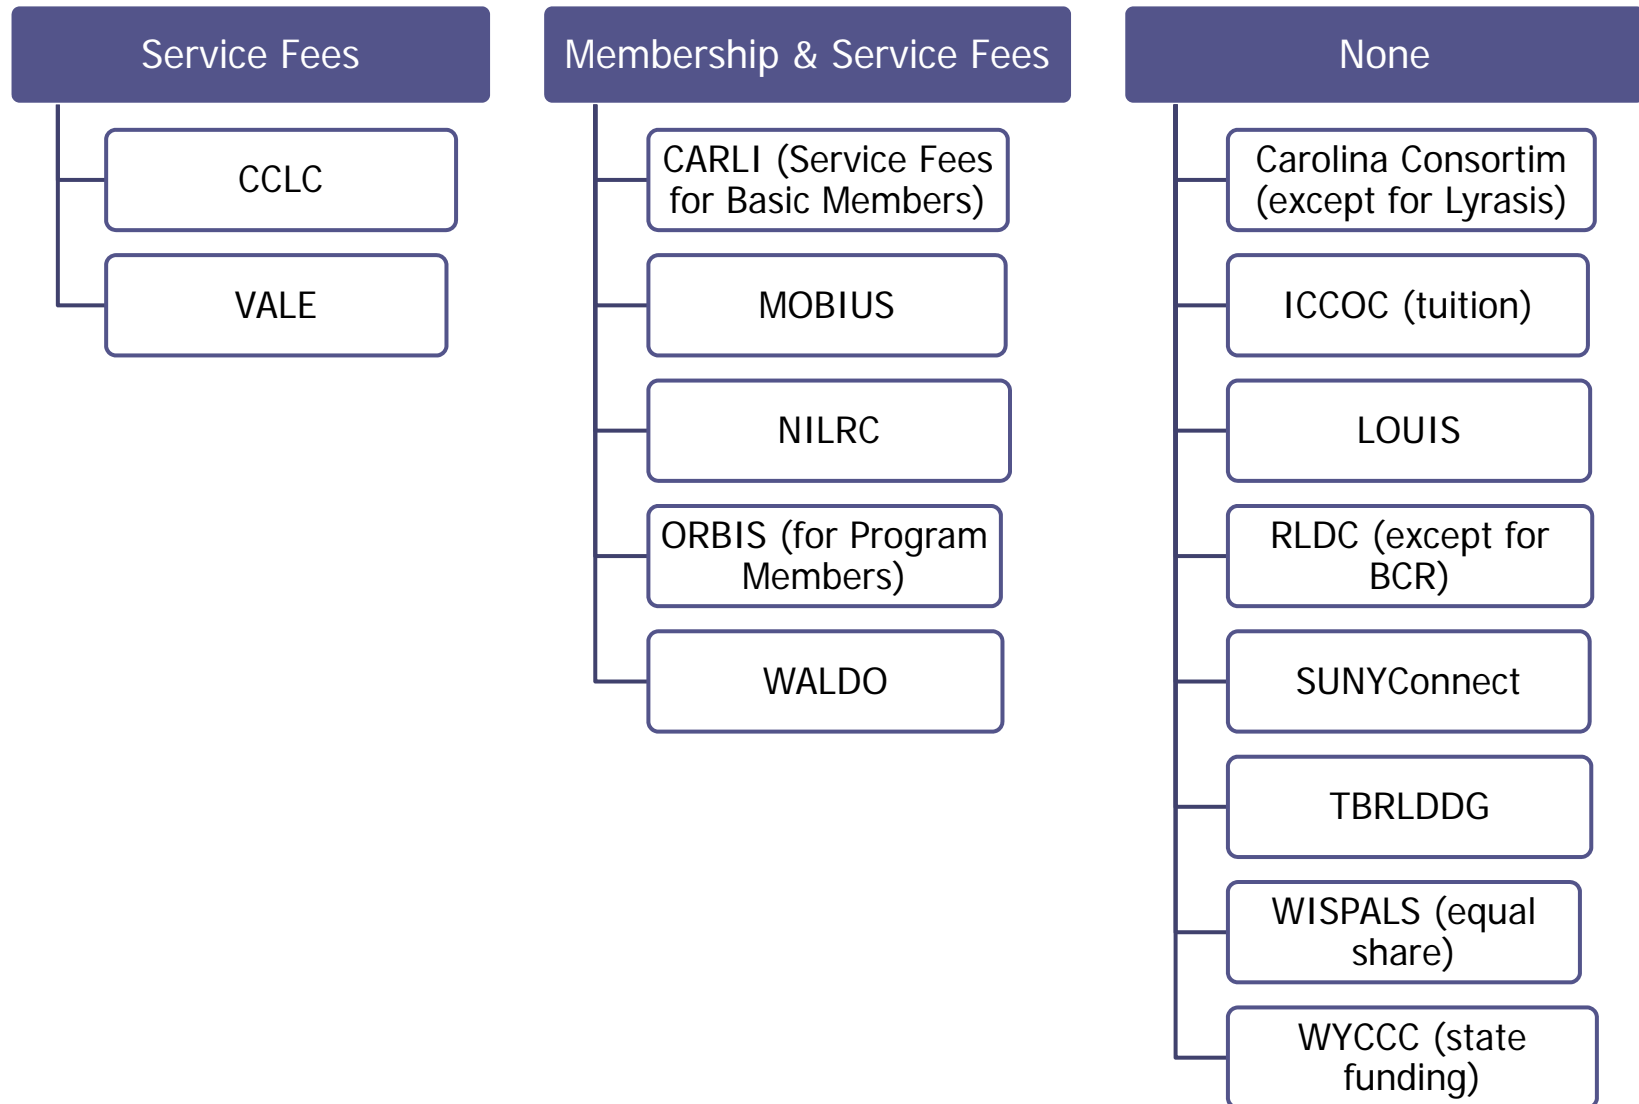 Service Fees
CCLC
VALE
Membership & Service Fees
CARLI (Service Fees
for Basic Members)
MOBIUS
NILRC
ORBIS (for Program
Members)
WALDO
None
Carolina Consortim
(except for Lyrasis)
ICCOC (tuition)
LOUIS
RLDC (except for
BCR)
SUNYConnect
TBRLDDG
WISPALS (equal
share)
WYCCC (state
funding)